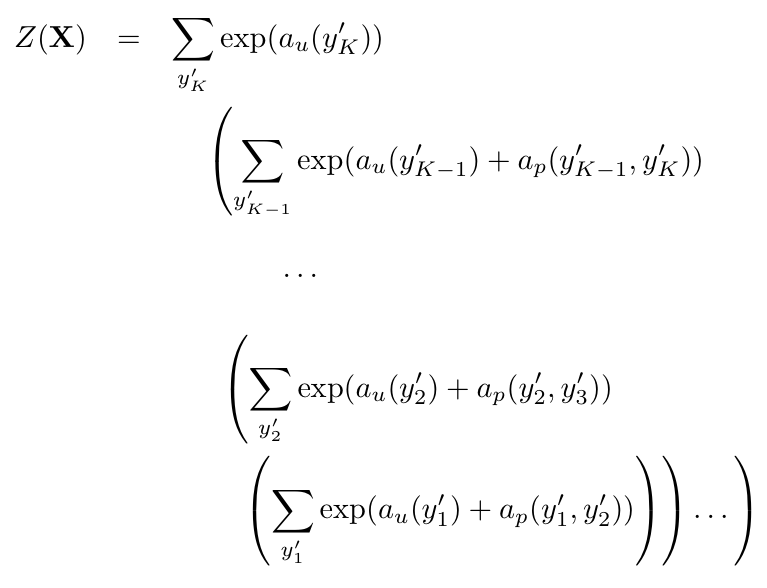 Z(X) = ∑_{y′_K} exp(a_u(y′_K))
(∑_{y′_{K−1}} exp(a_u(y′_{K−1}) + a_p(y′_{K−1}, y′_K))
...
(∑_{y′_2} exp(a_u(y′_2) + a_p(y′_2, y′_3))
(∑_{y′_1} exp(a_u(y′_1) + a_p(y′_1, y′_2)))) ... )